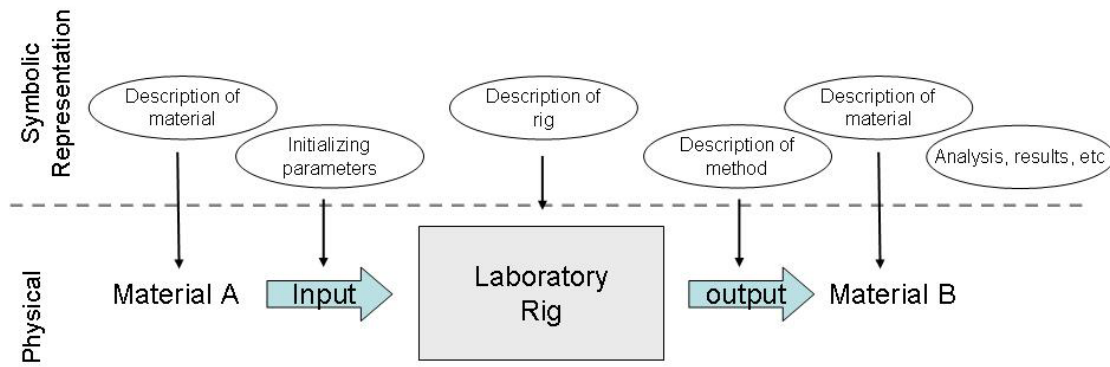 Symbolic
Representation
Description of
material
Initializing
parameters
Description of
rig
Description of
method
Description of
material
Analysis, results, etc
Physical
Material A
Input
Laboratory
Rig
output
Material B